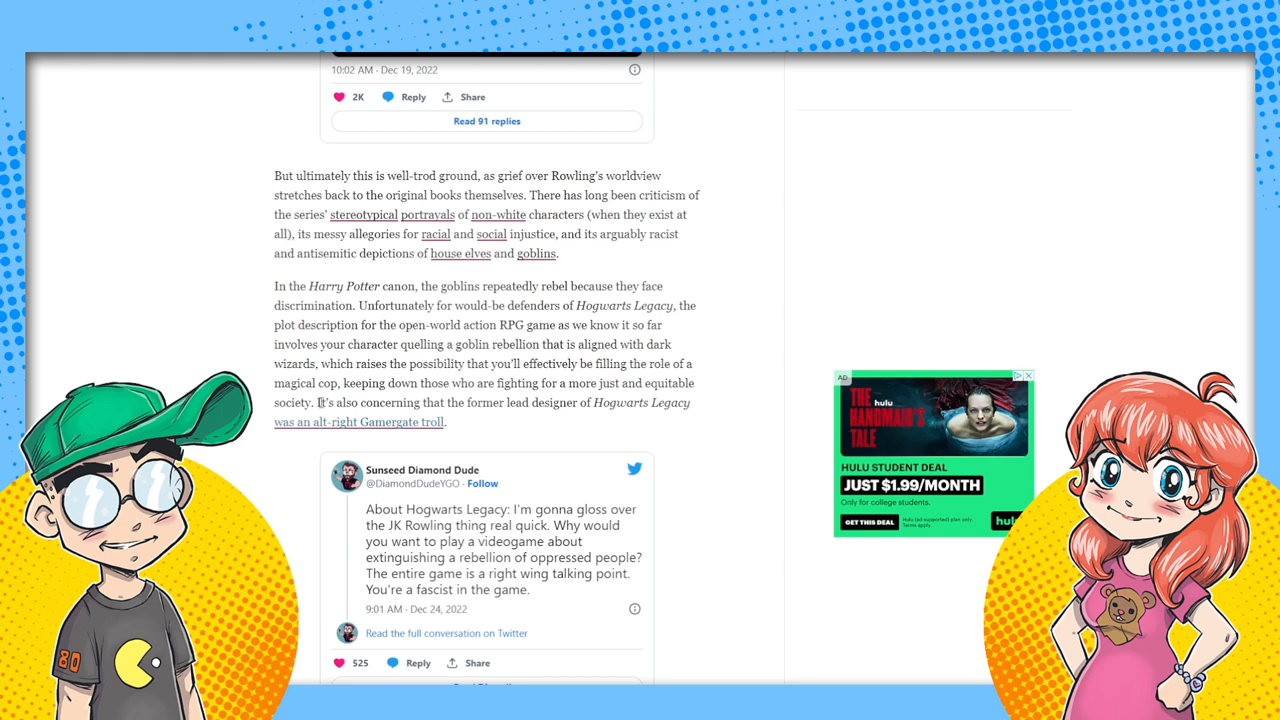 10:02 AM · Dec 19, 2022
2K Reply Share
Read 91 replies
But ultimately this is well-trod ground, as grief over Rowling's worldview
stretches back to the original books themselves. There has long been criticism of
the series' stereotypical portrayals of non-white characters (when they exist at
all), its messy allegories for racial and social injustice, and its arguably racist
and antisemitic depictions of house elves and goblins.
In the Harry Potter canon, the goblins repeatedly rebel because they face
discrimination. Unfortunately for would-be defenders of Hogwarts Legacy, the
plot description for the open-world action RPG game as we know it so far
involves your character quelling a goblin rebellion that is aligned with dark
wizards, which raises the possibility that you'll effectively be filling the role of a
magical cop, keeping down those who are fighting for a more just and equitable
society. It's also concerning that the former lead designer of Hogwarts Legacy
was an alt-right Gamergate troll.
Sunseed Diamond Dude
@DiamondDudeYGO · Follow
About Hogwarts Legacy: I'm gonna gloss over
the JK Rowling thing real quick. Why would
you want to play a videogame about
extinguishing a rebellion of oppressed people?
The entire game is a right wing talking point.
You're a fascist in the game.
9:01 AM · Dec 24, 2022
Read the full conversation on Twitter
525 Reply Share
AD
hulu
THE
HANDMAID'S
TALE
HULU STUDENT DEAL
JUST $1.99/MONTH
Only for college students.
GET THIS DEAL
Hulu (ad supported) plan only.
Terms apply.
hulu
80